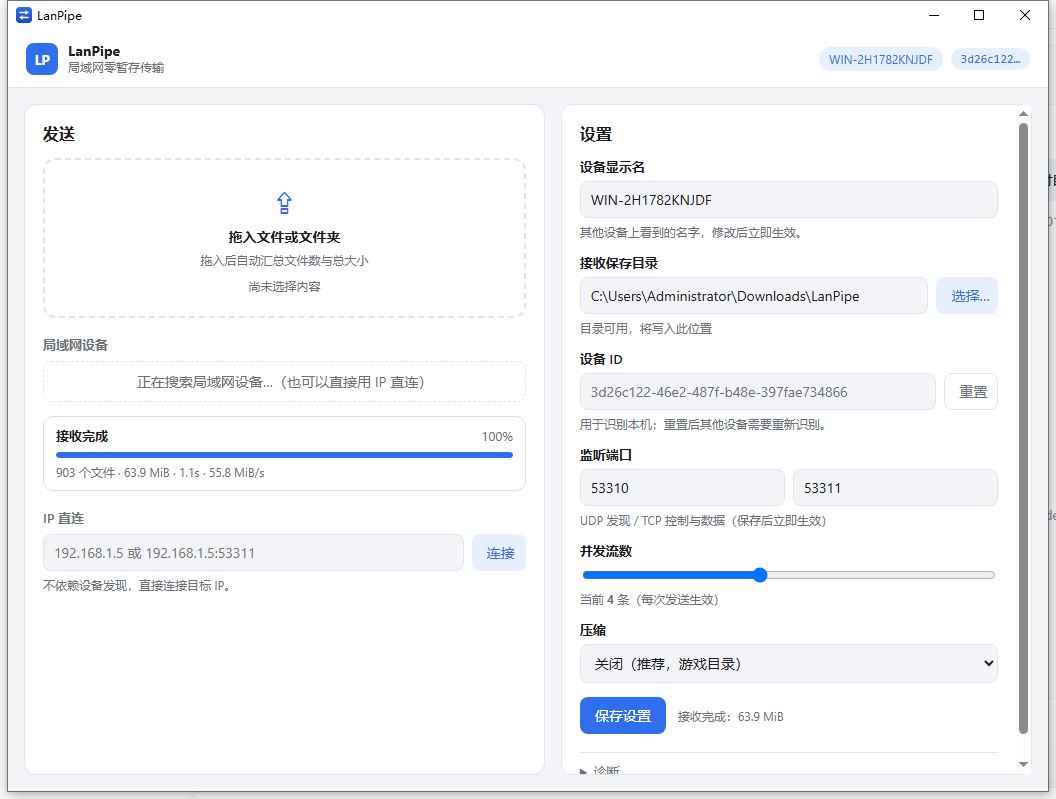 LanPipe
LP
LanPipe
局域网零暂存传输
WIN-2H1782KNJDF
3d26c122…
发送
拖入文件或文件夹
拖入后自动汇总文件数与总大小
尚未选择内容
局域网设备
正在搜索局域网设备…（也可以直接用 IP 直连）
接收完成
100%
903 个文件 · 63.9 MiB · 1.1s · 55.8 MiB/s
IP 直连
192.168.1.5 或 192.168.1.5:53311
连接
不依赖设备发现，直接连接目标 IP。
设置
设备显示名
WIN-2H1782KNJDF
其他设备上看到的名字，修改后立即生效。
接收保存目录
C:\Users\Administrator\Downloads\LanPipe
选择…
目录可用，将写入此位置
设备 ID
3d26c122-46e2-487f-b48e-397fae734866
重置
用于识别本机；重置后其他设备需要重新识别。
监听端口
53310
53311
UDP 发现 / TCP 控制与数据（保存后立即生效）
并发流数
当前 4 条（每次发送生效）
压缩
关闭（推荐，游戏目录）
保存设置
接收完成：63.9 MiB
诊断